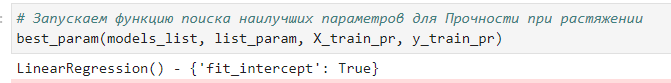 # Запускаем функцию поиска наилучших параметров для Прочности при растяжении
best_param(models_list, list_param, X_train_pr, y_train_pr)
LinearRegression() - {'fit_intercept': True}